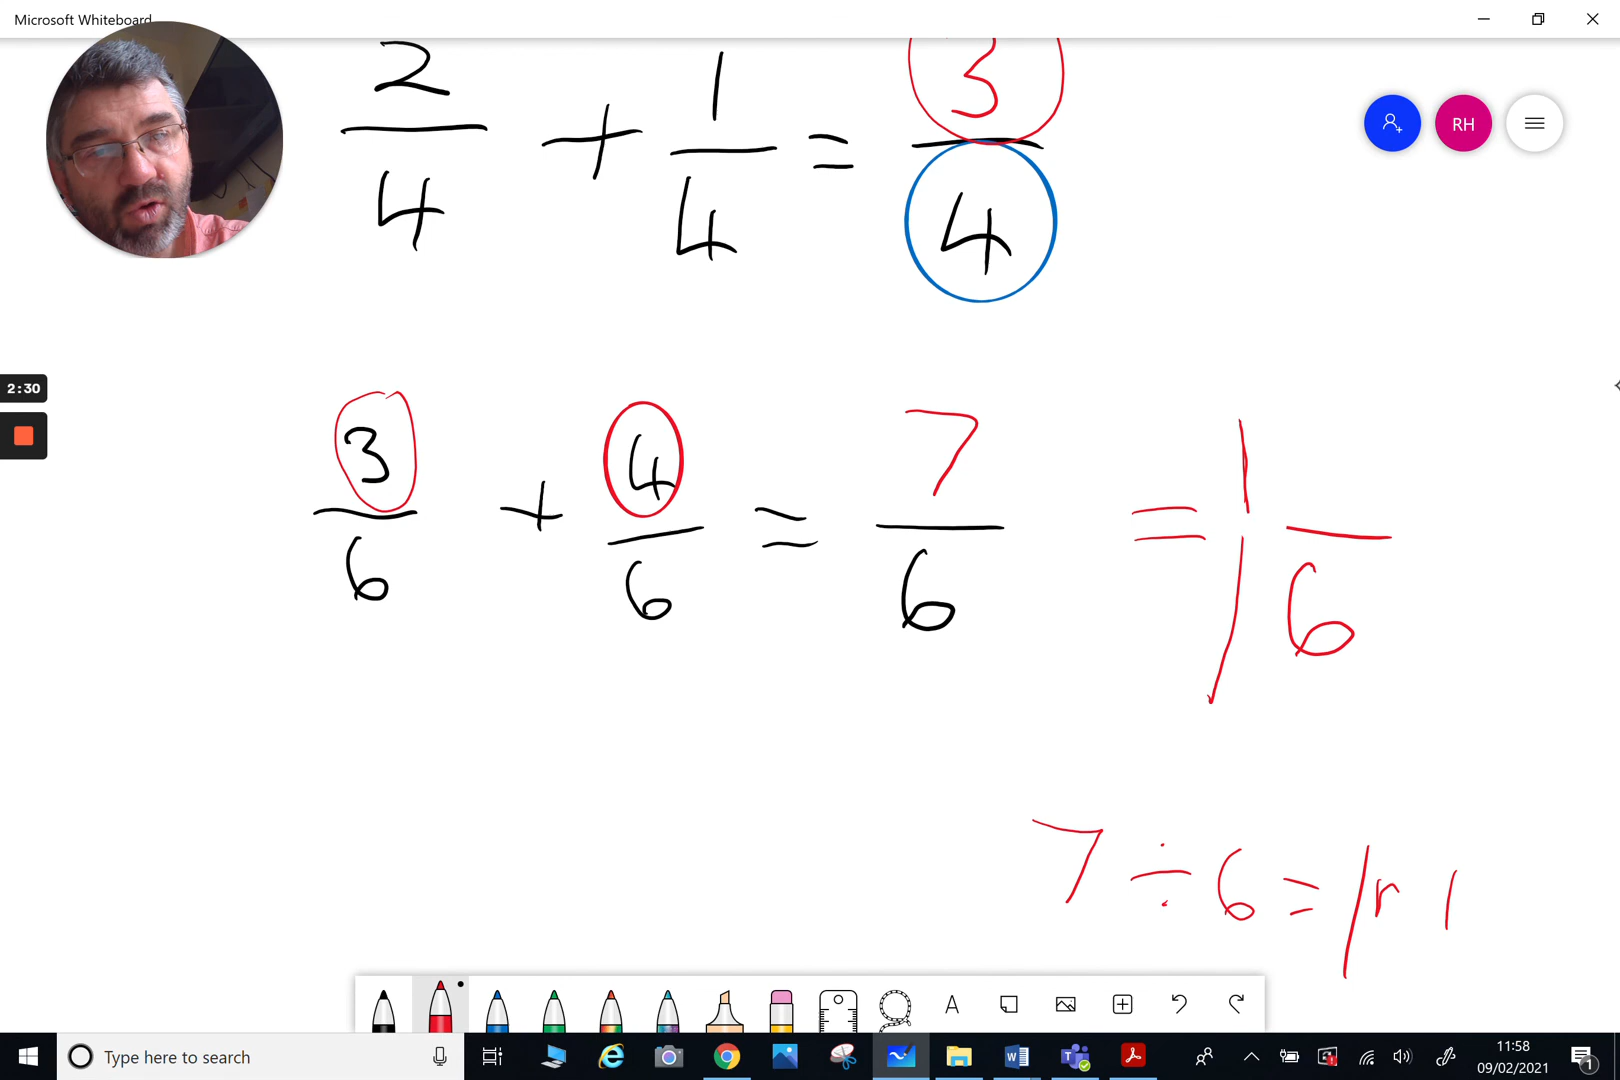 Microsoft Whiteboard
RH
2/4 + 1/4 = 3/4
2:30
3/6 + 4/6 = 7/6 = 1 /6
7 ÷ 6 = 1 r 1
A
Type here to search
11:58
09/02/2021
1